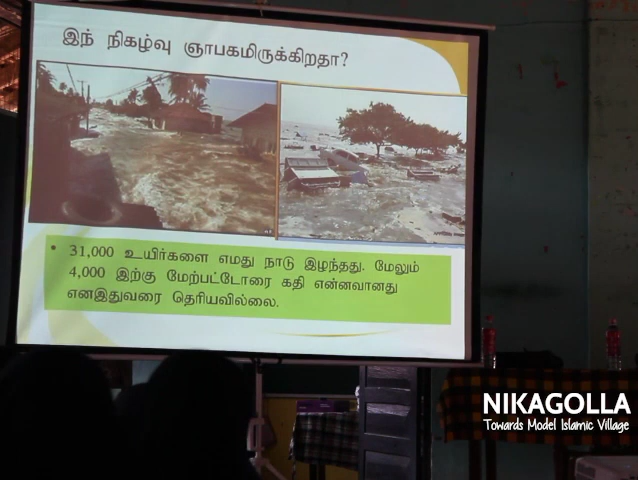 இந் நிகழ்வு ஞாபகமிருக்கிறதா?
• 31,000 உயிர்களை எமது நாடு இழந்தது. மேலும்
4,000 இற்கு மேற்பட்டோரை கதி என்னவானது
எனஇதுவரை தெரியவில்லை.
NIKAGOLLA
Towards Model Islamic Village